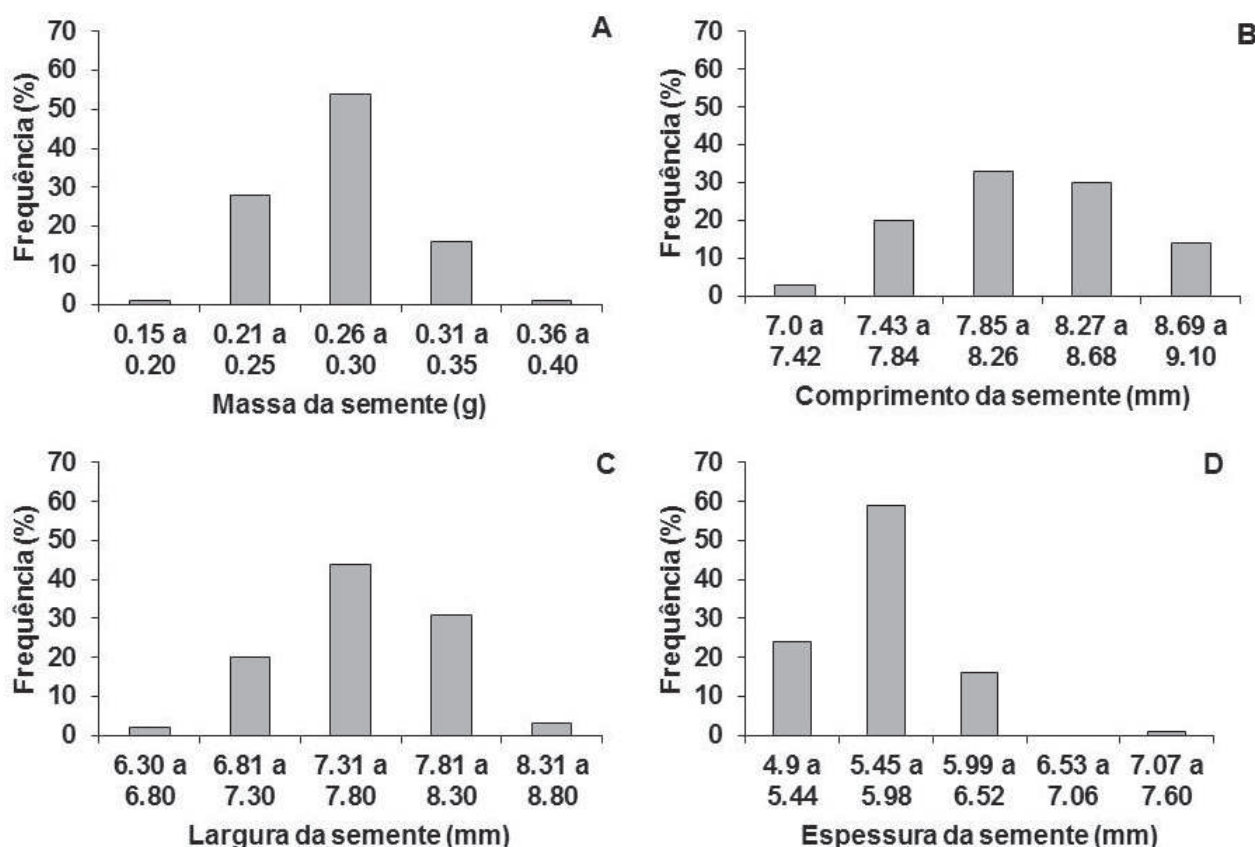 A
Frequência (%)
70
60
50
40
30
20
10
0
0.15 a
0.20
0.21 a
0.25
0.26 a
0.30
0.31 a
0.35
0.36 a
0.40
Massa da semente (g)
B
Frequência (%)
70
60
50
40
30
20
10
0
7.0 a
7.42
7.43 a
7.84
7.85 a
8.26
8.27 a
8.68
8.69 a
9.10
Comprimento da semente (mm)
C
Frequência (%)
70
60
50
40
30
20
10
0
6.30 a
6.80
6.81 a
7.30
7.31 a
7.80
7.81 a
8.30
8.31 a
8.80
Largura da semente (mm)
D
Frequência (%)
70
60
50
40
30
20
10
0
4.9 a
5.44
5.45 a
5.98
5.99 a
6.52
6.53 a
7.06
7.07 a
7.60
Espessura da semente (mm)